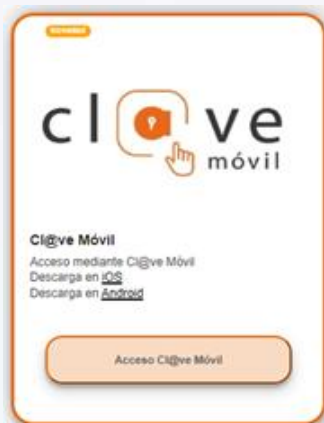 cl@ve
móvil
Cl@ve Móvil
Acceso mediante Cl@ve Móvil
Descarga en iOS
Descarga en Android
Acceso Cl@ve Móvil